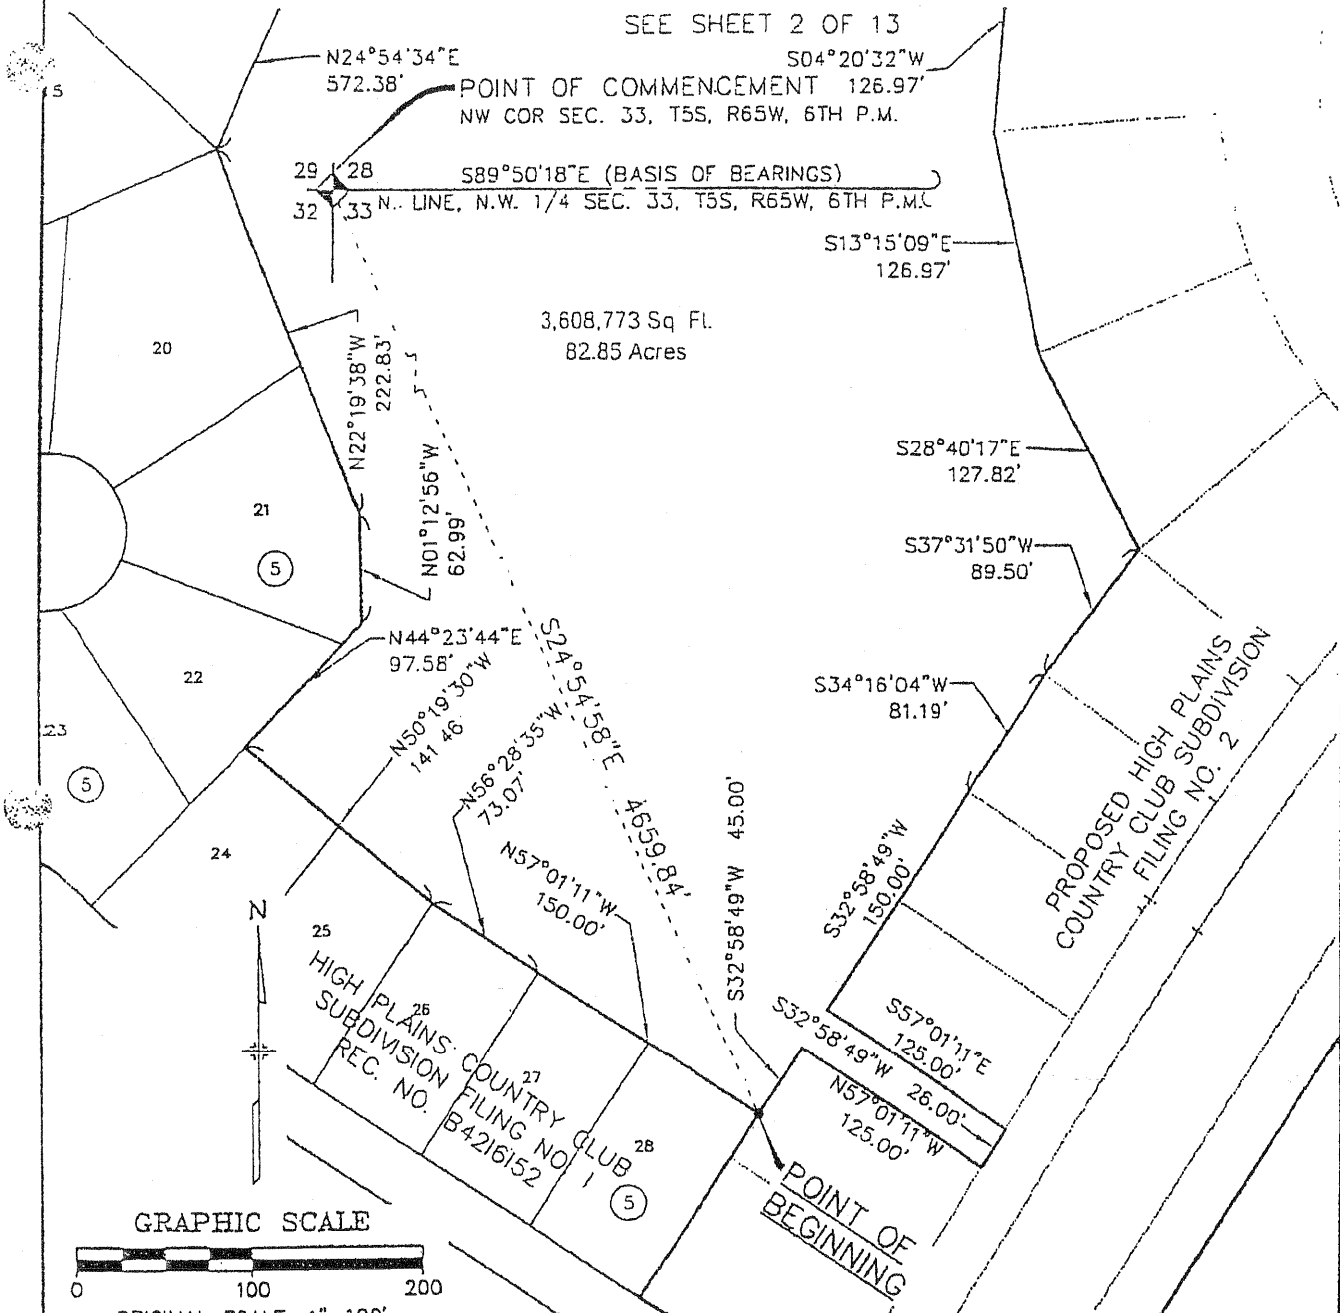 SEE SHEET 2 OF 13
N24°54'34"E
572.38'
S04°20'32"W
126.97'
POINT OF COMMENCEMENT
NW COR SEC. 33, T5S, R65W, 6TH P.M.
5
29 28
32 33
S89°50'18"E (BASIS OF BEARINGS)
N. LINE, N.W. 1/4 SEC. 33, T5S, R65W, 6TH P.M.
S13°15'09"E
126.97'
3,608,773 Sq Ft.
82.85 Acres
20
N22°19'38"W
222.83'
S28°40'17"E
127.82'
N01°12'56"W
62.99'
21
5
S37°31'50"W
89.50'
N44°23'44"E
97.58'
22
S24°54'58"E 4659.84'
S34°16'04"W
81.19'
PROPOSED HIGH PLAINS
COUNTRY CLUB SUBDIVISION
FILING NO. 2
23
5
N50°19'30"W
141 46
N56°28'35"W
73.07'
N57°01'11"W
150.00'
S32°58'49"W 45.00'
S32°58'49"W
150.00'
24
N
25
26
27
28
5
HIGH PLAINS COUNTRY CLUB
SUBDIVISION FILING NO 1
REC. NO. B4216152
S57°01'11"E
125.00'
S32°58'49"W 26.00'
N57°01'11"W
125.00'
POINT OF
BEGINNING
GRAPHIC SCALE
0 100 200
ORIGINAL SCALE 1" 100'